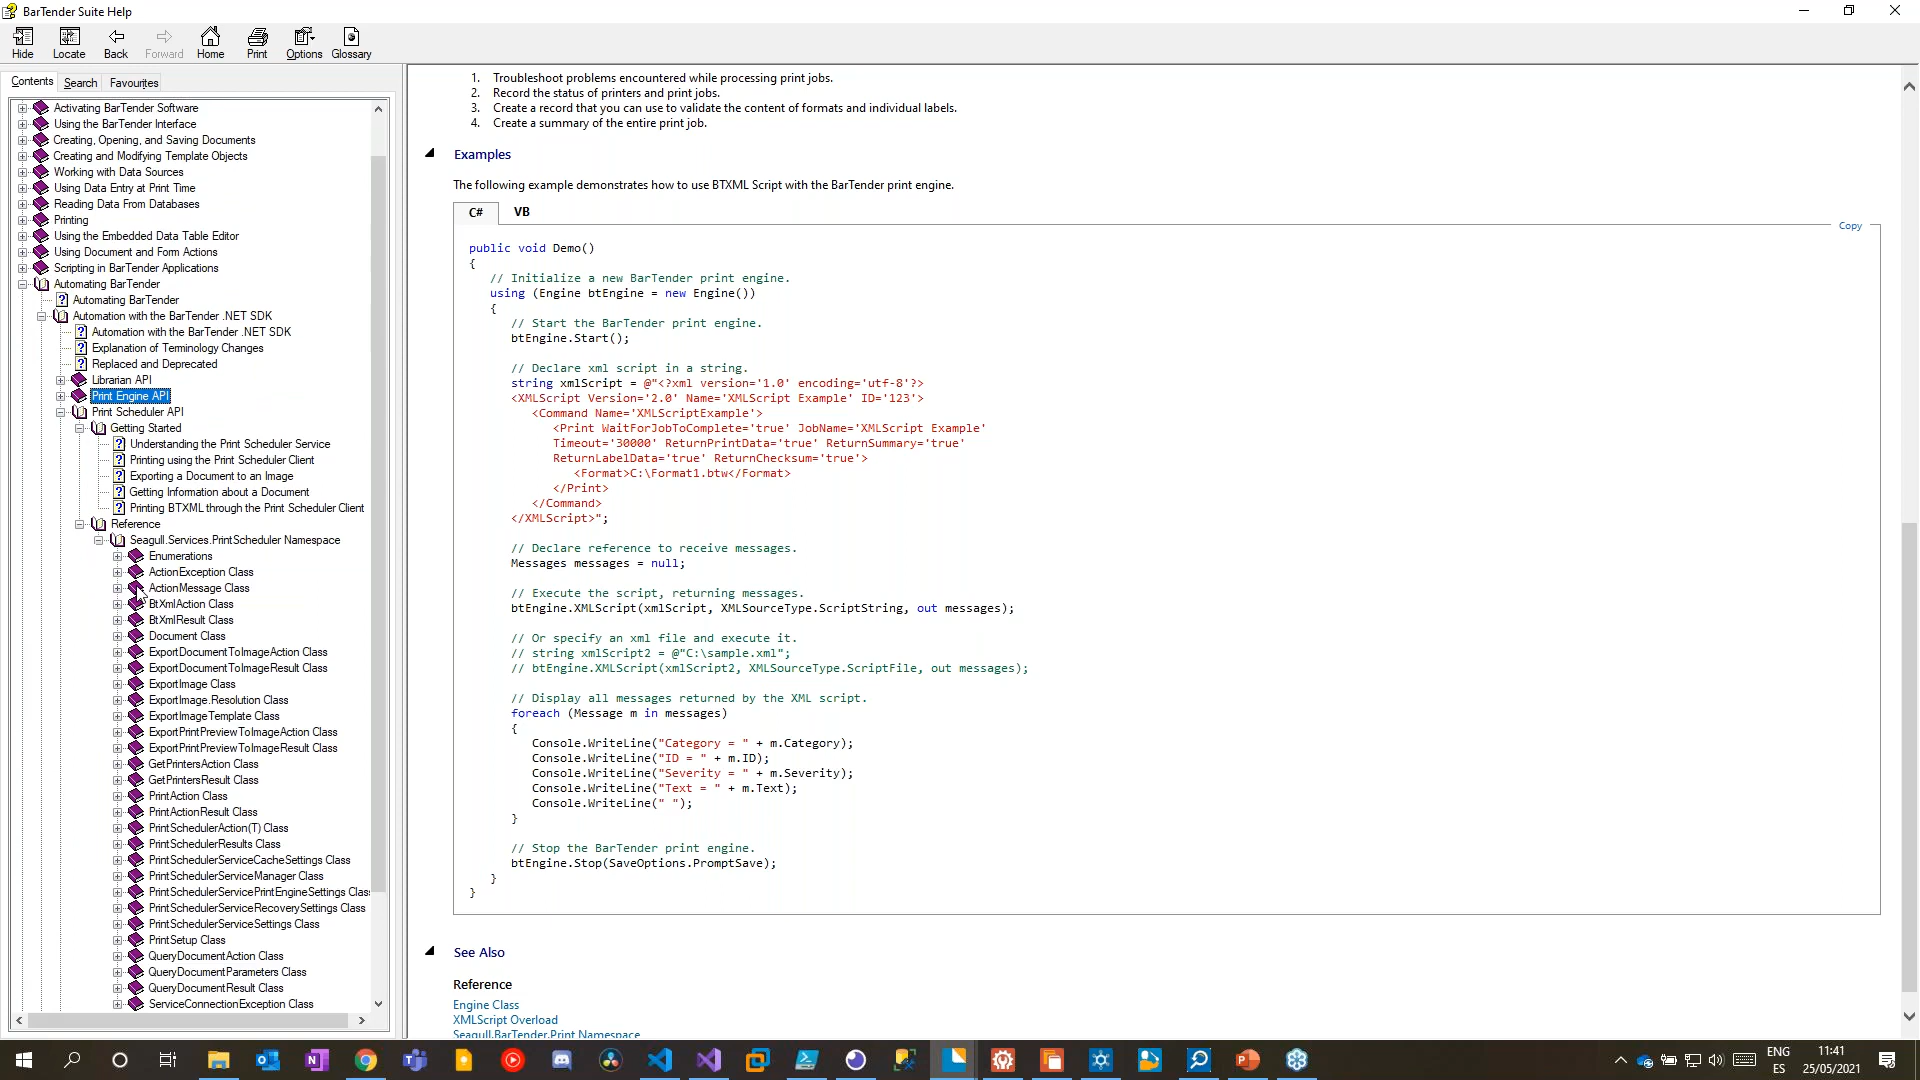 BarTender Suite Help
Hide
Locate
Back
Forward
Home
Print
Options
Glossary
Contents
Search
Favourites
Activating BarTender Software
Using the BarTender Interface
Creating, Opening, and Saving Documents
Creating and Modifying Template Objects
Working with Data Sources
Using Data Entry at Print Time
Reading Data From Databases
Printing
Using the Embedded Data Table Editor
Using Document and Form Actions
Scripting in BarTender Applications
Automating BarTender
Automating BarTender
Automation with the BarTender .NET SDK
Automation with the BarTender .NET SDK
Explanation of Terminology Changes
Replaced and Deprecated
Librarian API
Print Engine API
Print Scheduler API
Getting Started
Understanding the Print Scheduler Service
Printing using the Print Scheduler Client
Exporting a Document to an Image
Getting Information about a Document
Printing BTXML through the Print Scheduler Client
Reference
Seagull.Services.PrintScheduler Namespace
Enumerations
ActionException Class
ActionMessage Class
BtXmlAction Class
BtXmlResult Class
Document Class
ExportDocumentToImageAction Class
ExportDocumentToImageResult Class
ExportImage Class
ExportImage.Resolution Class
ExportImageTemplate Class
ExportPrintPreviewToImageAction Class
ExportPrintPreviewToImageResult Class
GetPrintersAction Class
GetPrintersResult Class
PrintAction Class
PrintActionResult Class
PrintSchedulerAction(T) Class
PrintSchedulerResults Class
PrintSchedulerServiceCacheSettings Class
PrintSchedulerServiceManager Class
PrintSchedulerServicePrintEngineSettings Clas
PrintSchedulerServiceRecoverySettings Class
PrintSchedulerServiceSettings Class
PrintSetup Class
QueryDocumentAction Class
QueryDocumentParameters Class
QueryDocumentResult Class
ServiceConnectionException Class
1. Troubleshoot problems encountered while processing print jobs.
2. Record the status of printers and print jobs.
3. Create a record that you can use to validate the content of formats and individual labels.
4. Create a summary of the entire print job.
Examples
The following example demonstrates how to use BTXML Script with the BarTender print engine.
C#
VB
Copy
public void Demo()
{
// Initialize a new BarTender print engine.
using (Engine btEngine = new Engine())
{
// Start the BarTender print engine.
btEngine.Start();
// Declare xml script in a string.
string xmlScript = @"<?xml version='1.0' encoding='utf-8'?>
<XMLScript Version='2.0' Name='XMLScript Example' ID='123'>
<Command Name='XMLScriptExample'>
<Print WaitForJobToComplete='true' JobName='XMLScript Example'
Timeout='30000' ReturnPrintData='true' ReturnSummary='true'
ReturnLabelData='true' ReturnChecksum='true'>
<Format>C:\Format1.btw</Format>
</Print>
</Command>
</XMLScript>";
// Declare reference to receive messages.
Messages messages = null;
// Execute the script, returning messages.
btEngine.XMLScript(xmlScript, XMLSourceType.ScriptString, out messages);
// Or specify an xml file and execute it.
// string xmlScript2 = @"C:\sample.xml";
// btEngine.XMLScript(xmlScript2, XMLSourceType.ScriptFile, out messages);
// Display all messages returned by the XML script.
foreach (Message m in messages)
{
Console.WriteLine("Category = " + m.Category);
Console.WriteLine("ID = " + m.ID);
Console.WriteLine("Severity = " + m.Severity);
Console.WriteLine("Text = " + m.Text);
Console.WriteLine(" ");
}
// Stop the BarTender print engine.
btEngine.Stop(SaveOptions.PromptSave);
}
}
See Also
Reference
Engine Class
XMLScript Overload
Seagull.BarTender.Print Namespace
ENG
ES
11:41
25/05/2021